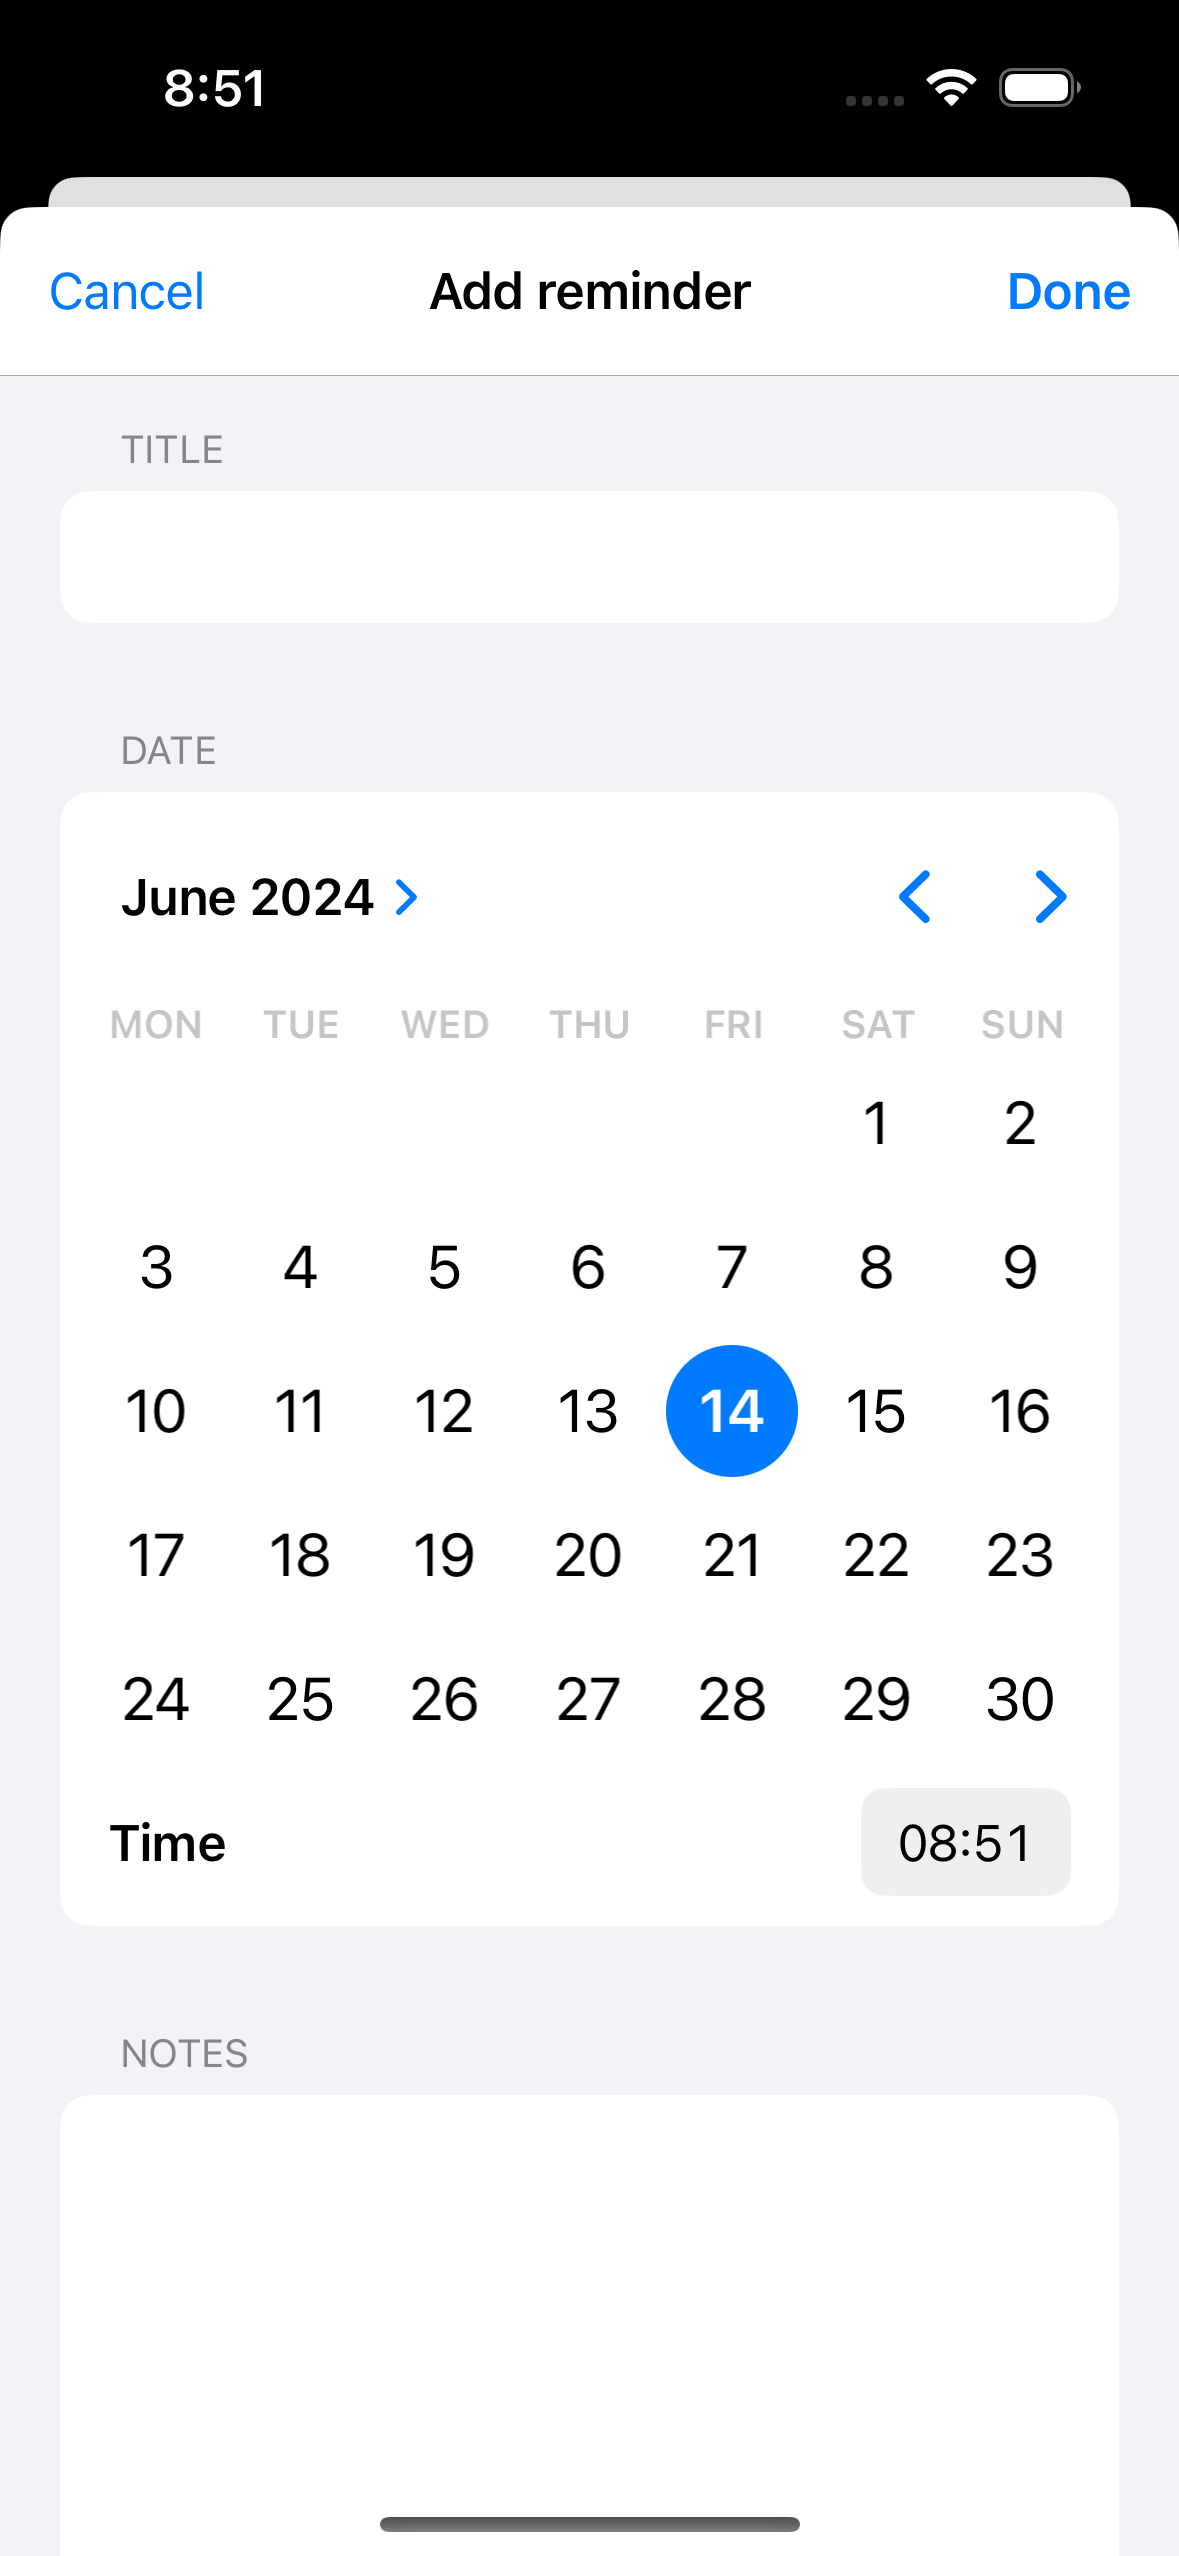 8:51
Cancel Add reminder Done
TITLE
DATE
June 2024
MON TUE WED THU FRI SAT SUN
1 2
3 4 5 6 7 8 9
10 11 12 13 14 15 16
17 18 19 20 21 22 23
24 25 26 27 28 29 30
Time 08:51
NOTES